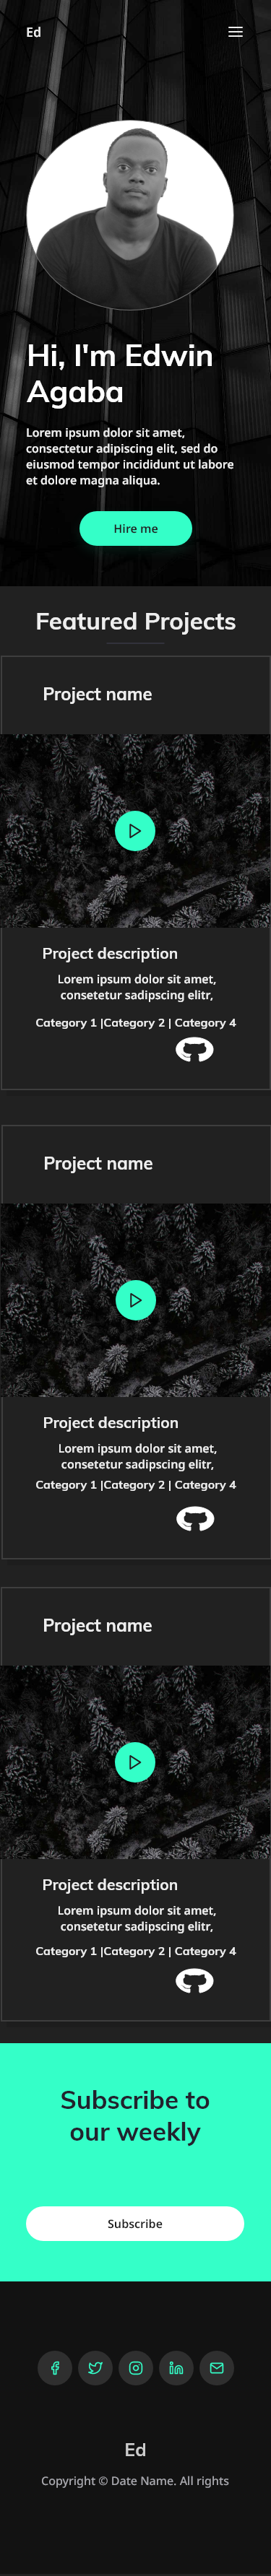 Ed
Hi, I'm Edwin
Agaba
Lorem ipsum dolor sit amet,
consectetur adipiscing elit, sed do
eiusmod tempor incididunt ut labore
et dolore magna aliqua.
Hire me
Featured Projects
Project name
Project description
Lorem ipsum dolor sit amet,
consetetur sadipscing elitr,
Category 1 |Category 2 | Category 4
Project name
Project description
Lorem ipsum dolor sit amet,
consetetur sadipscing elitr,
Category 1 |Category 2 | Category 4
Project name
Project description
Lorem ipsum dolor sit amet,
consetetur sadipscing elitr,
Category 1 |Category 2 | Category 4
Subscribe to
our weekly
Subscribe
Ed
Copyright © Date Name. All rights